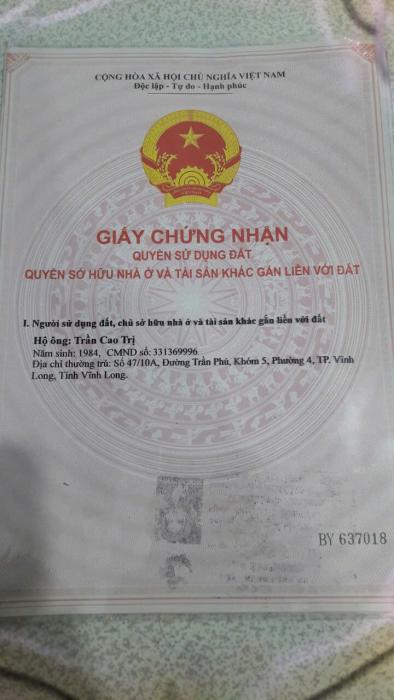 CỘNG HÒA XÃ HỘI CHỦ NGHĨA VIỆT NAM
Độc lập - Tự do - Hạnh phúc
GIẤY CHỨNG NHẬN
QUYỀN SỬ DỤNG ĐẤT
QUYỀN SỞ HỮU NHÀ Ở VÀ TÀI SẢN KHÁC GẮN LIỀN VỚI ĐẤT
I. Người sử dụng đất, chủ sở hữu nhà ở và tài sản khác gắn liền với đất
Hộ ông: Trần Cao Trị
Năm sinh: 1984, CMND số: 331369996
Địa chỉ thường trú: Số 47/10A, Đường Trần Phú, Khóm 5, Phường 4, TP. Vĩnh
Long, Tỉnh Vĩnh Long.
BY 637018